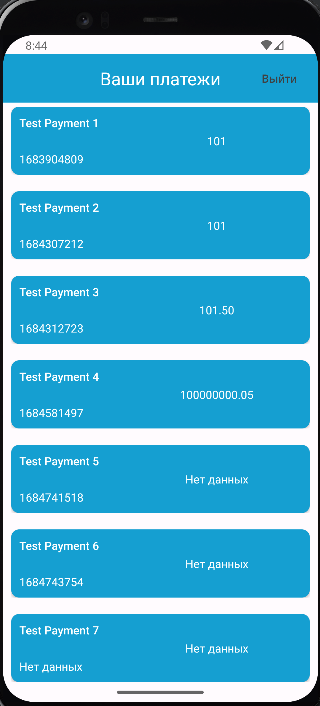 8:44
Ваши платежи
Выйти
Test Payment 1
101
1683904809
Test Payment 2
101
1684307212
Test Payment 3
101.50
1684312723
Test Payment 4
100000000.05
1684581497
Test Payment 5
Нет данных
1684741518
Test Payment 6
Нет данных
1684743754
Test Payment 7
Нет данных
Нет данных